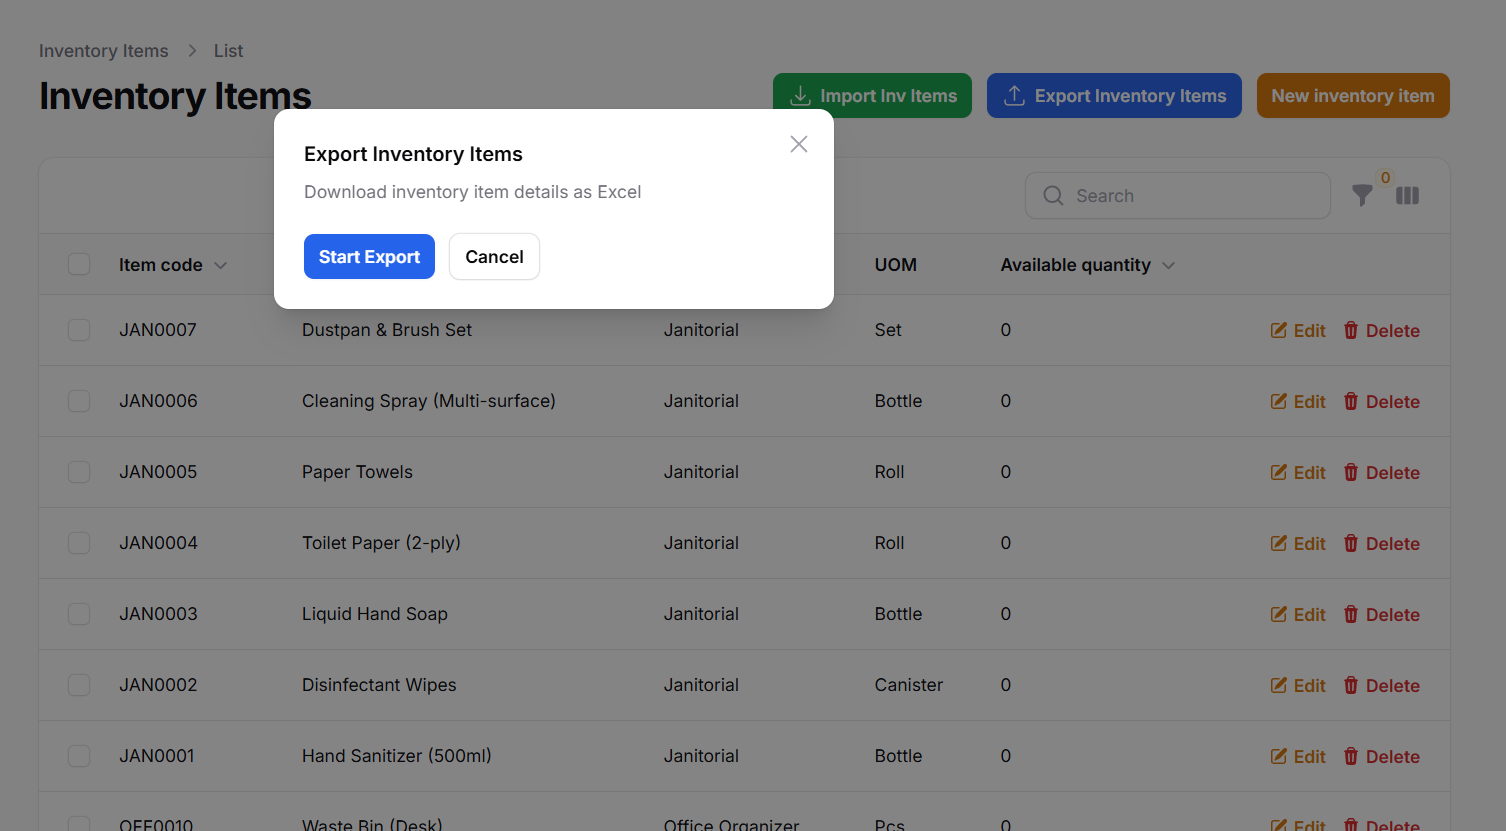 Inventory Items > List
Inventory Items
Import Inv Items
Export Inventory Items
New inventory item
Export Inventory Items
Download inventory item details as Excel
Start Export
Cancel
Search
0
Item code
UOM
Available quantity
JAN0007 Dustpan & Brush Set Janitorial Set 0 Edit Delete
JAN0006 Cleaning Spray (Multi-surface) Janitorial Bottle 0 Edit Delete
JAN0005 Paper Towels Janitorial Roll 0 Edit Delete
JAN0004 Toilet Paper (2-ply) Janitorial Roll 0 Edit Delete
JAN0003 Liquid Hand Soap Janitorial Bottle 0 Edit Delete
JAN0002 Disinfectant Wipes Janitorial Canister 0 Edit Delete
JAN0001 Hand Sanitizer (500ml) Janitorial Bottle 0 Edit Delete
OFF0010 Waste Bin (Desk) Office Organizer Pcs 0 Edit Delete